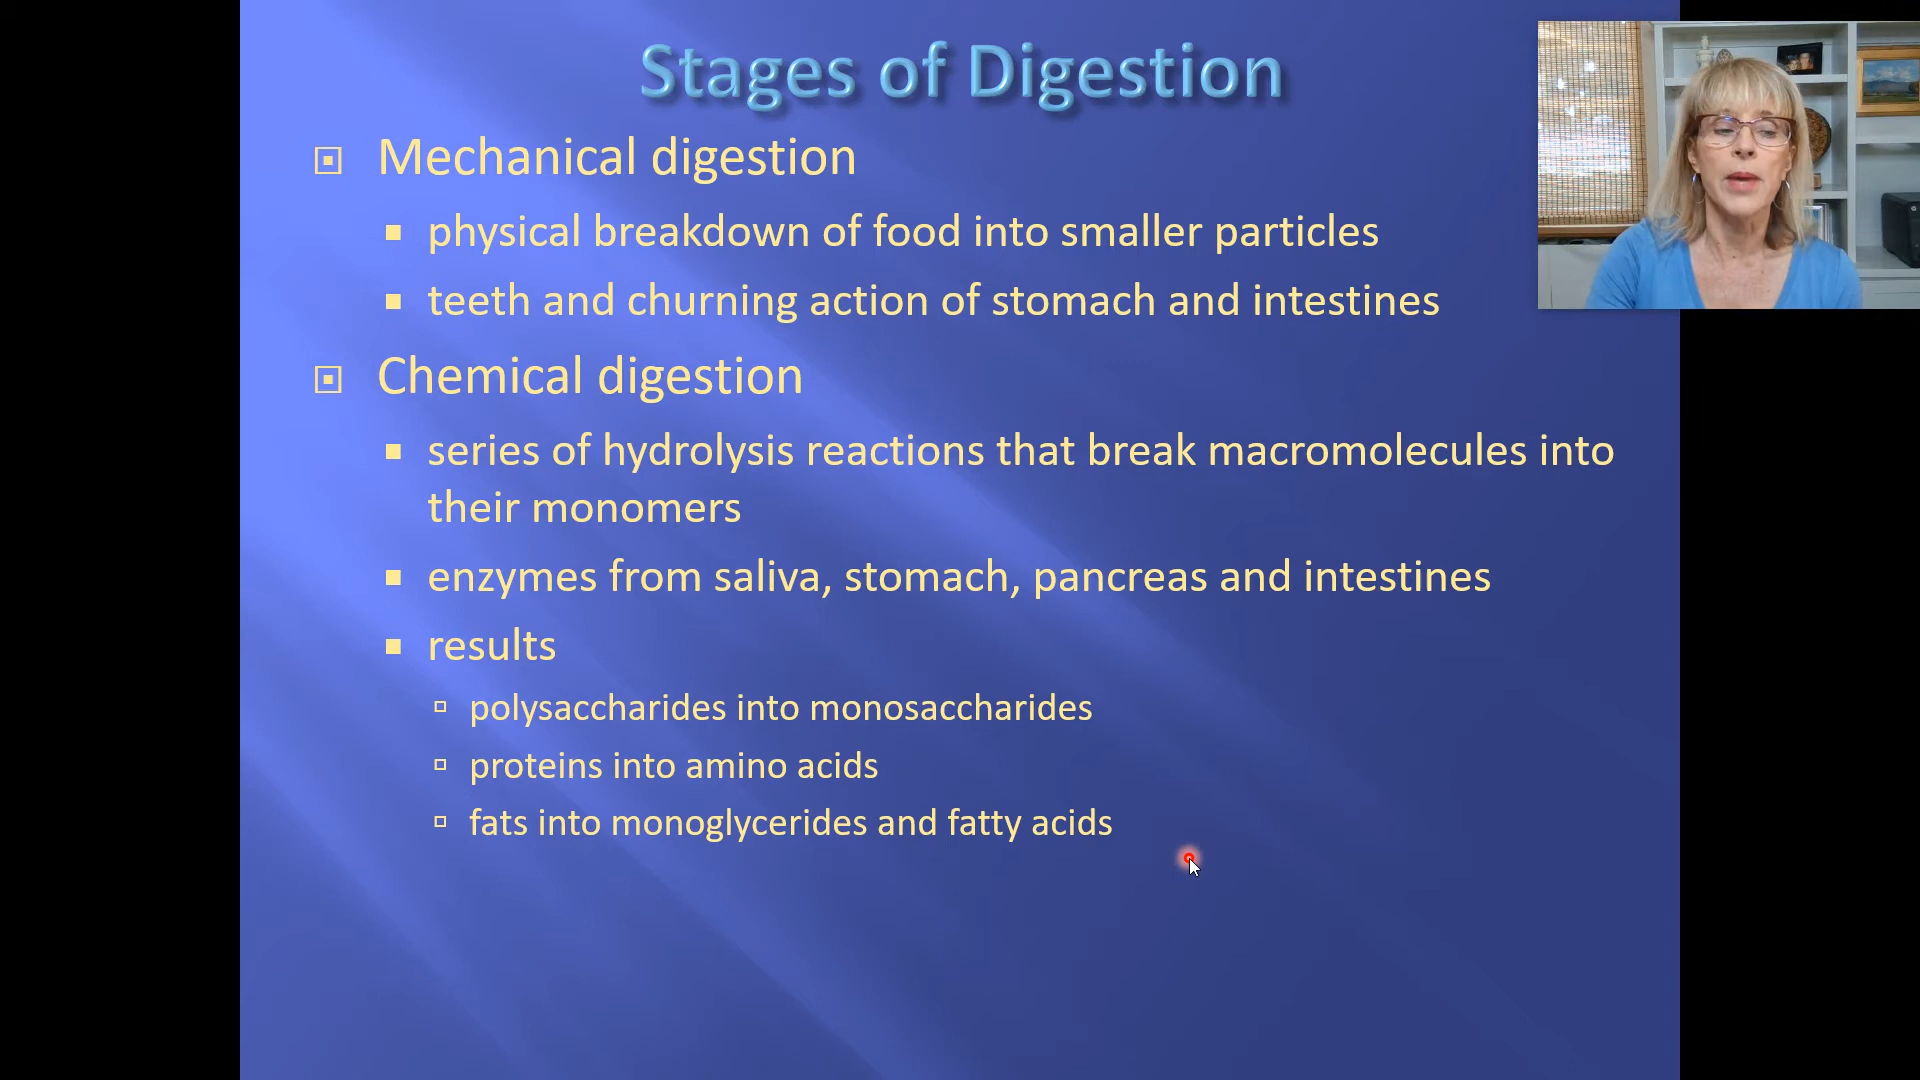 Stages of Digestion
Mechanical digestion
physical breakdown of food into smaller particles
teeth and churning action of stomach and intestines
Chemical digestion
series of hydrolysis reactions that break macromolecules into
their monomers
enzymes from saliva, stomach, pancreas and intestines
results
polysaccharides into monosaccharides
proteins into amino acids
fats into monoglycerides and fatty acids